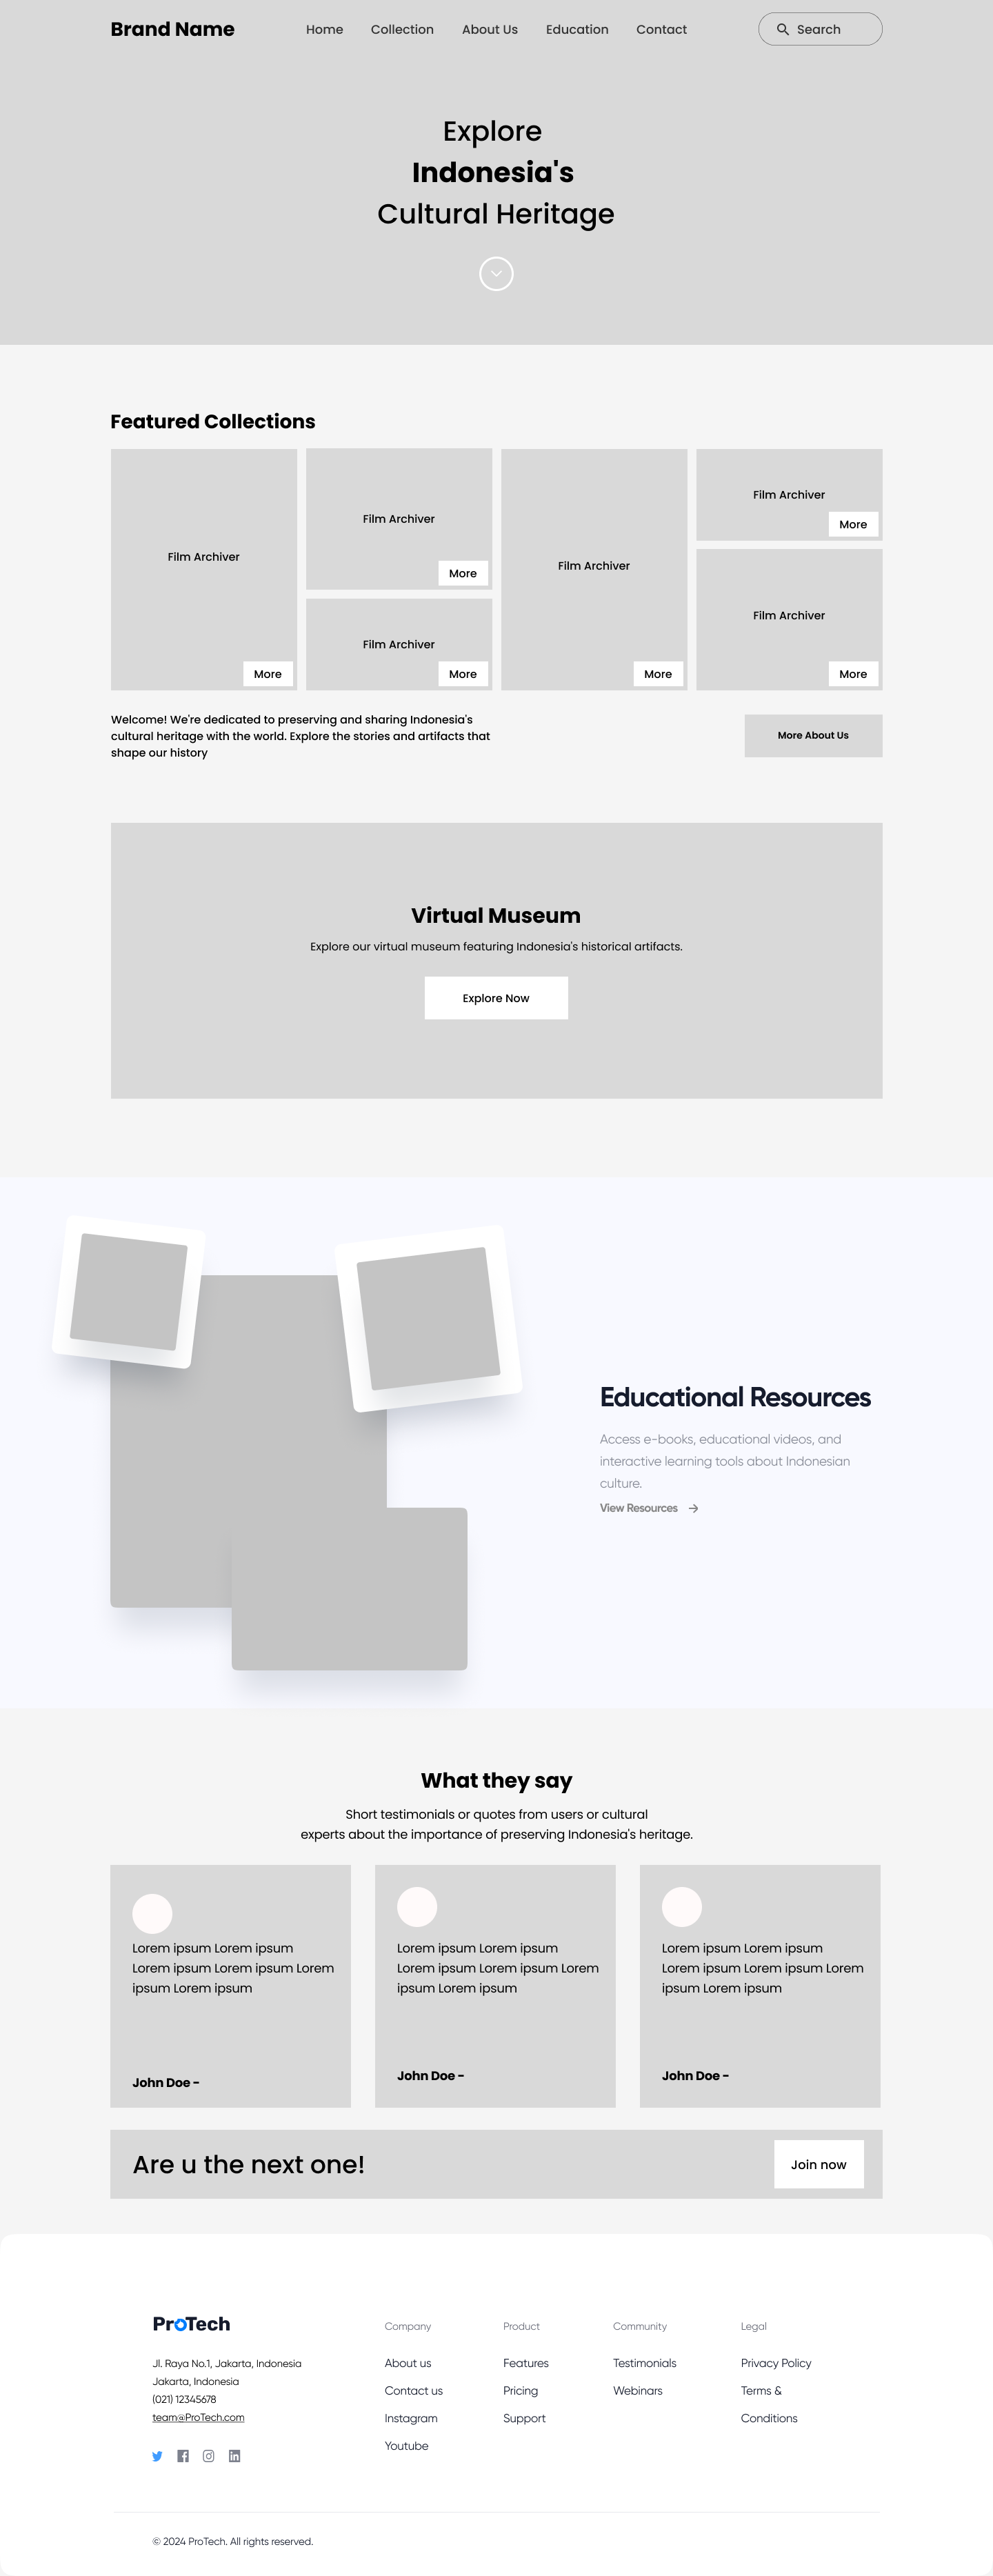 Brand Name
Home
Collection
About Us
Education
Contact
Search
Explore
Indonesia's
Cultural Heritage
Featured Collections
Film Archiver
More
Film Archiver
More
Film Archiver
More
Film Archiver
More
Film Archiver
More
Film Archiver
More
Welcome! We're dedicated to preserving and sharing Indonesia's
cultural heritage with the world. Explore the stories and artifacts that
shape our history
More About Us
Virtual Museum
Explore our virtual museum featuring Indonesia's historical artifacts.
Explore Now
Educational Resources
Access e-books, educational videos, and
interactive learning tools about Indonesian
culture.
View Resources
What they say
Short testimonials or quotes from users or cultural
experts about the importance of preserving Indonesia's heritage.
Lorem ipsum Lorem ipsum
Lorem ipsum Lorem ipsum Lorem
ipsum Lorem ipsum
John Doe -
Lorem ipsum Lorem ipsum
Lorem ipsum Lorem ipsum Lorem
ipsum Lorem ipsum
John Doe -
Lorem ipsum Lorem ipsum
Lorem ipsum Lorem ipsum Lorem
ipsum Lorem ipsum
John Doe -
Are u the next one!
Join now
ProTech
Jl. Raya No.1, Jakarta, Indonesia
Jakarta, Indonesia
(021) 12345678
team@ProTech.com
Company
About us
Contact us
Instagram
Youtube
Product
Features
Pricing
Support
Community
Testimonials
Webinars
Legal
Privacy Policy
Terms &
Conditions
© 2024 ProTech. All rights reserved.